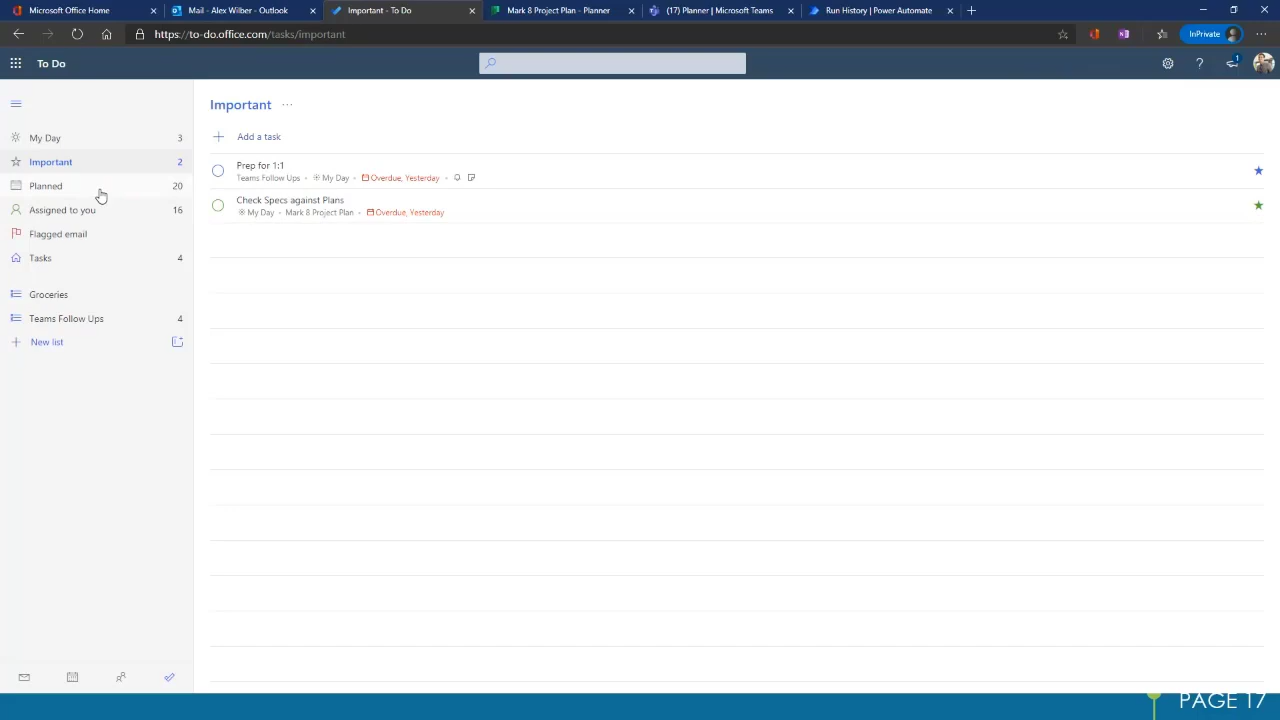 Microsoft Office Home
Mail - Alex Wilber - Outlook
Important - To Do
Mark 8 Project Plan - Planner
(17) Planner | Microsoft Teams
Run History | Power Automate
https://to-do.office.com/tasks/important
InPrivate
To Do
1
My Day 3
Important 2
Planned 20
Assigned to you 16
Flagged email
Tasks 4
Groceries
Teams Follow Ups 4
New list
Important
Add a task
Prep for 1:1
Teams Follow Ups • My Day • Overdue, Yesterday •
Check Specs against Plans
My Day • Mark 8 Project Plan • Overdue, Yesterday
PAGE 17